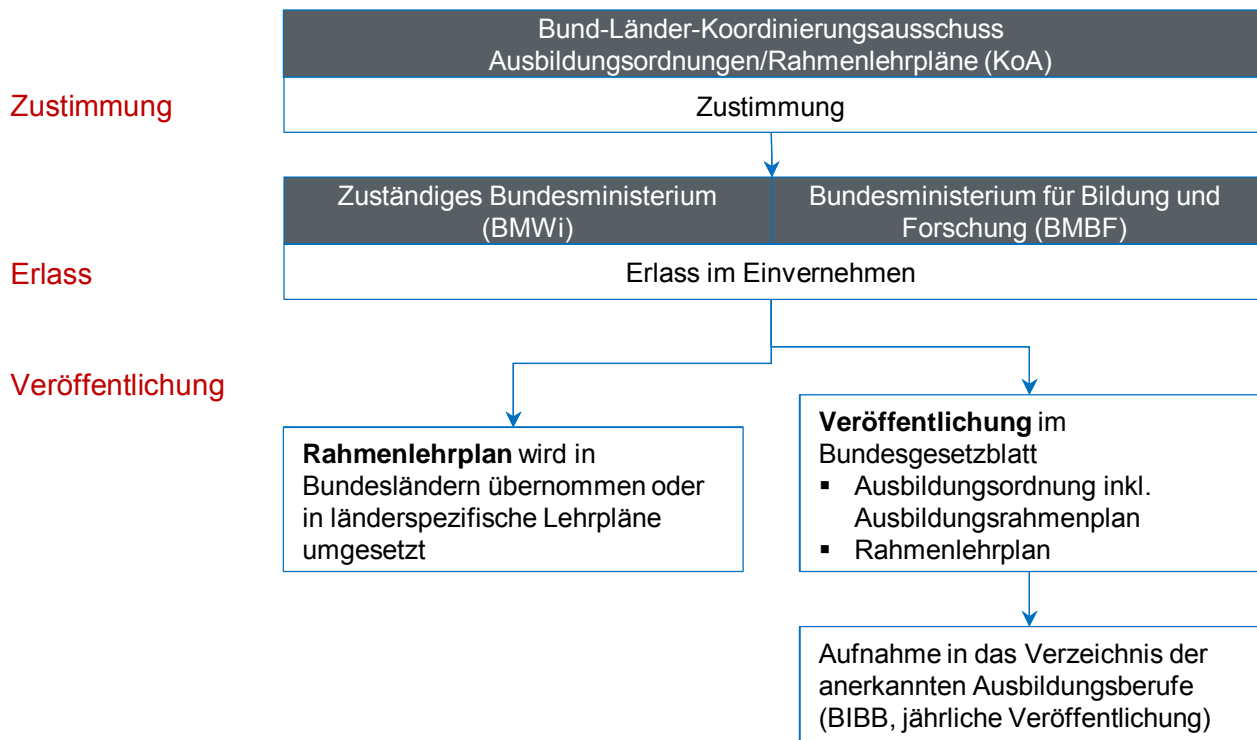 Bund-Länder-Koordinierungsausschuss
Ausbildungsordnungen/Rahmenlehrpläne (KoA)
Zustimmung
Zustimmung
Zuständiges Bundesministerium
(BMWi)
Bundesministerium für Bildung und
Forschung (BMBF)
Erlass
Erlass im Einvernehmen
Veröffentlichung
Rahmenlehrplan wird in
Bundesländern übernommen oder
in länderspezifische Lehrpläne
umgesetzt
Veröffentlichung im
Bundesgesetzblatt
▪ Ausbildungsordnung inkl.
Ausbildungsrahmenplan
▪ Rahmenlehrplan
Aufnahme in das Verzeichnis der
anerkannten Ausbildungsberufe
(BIBB, jährliche Veröffentlichung)